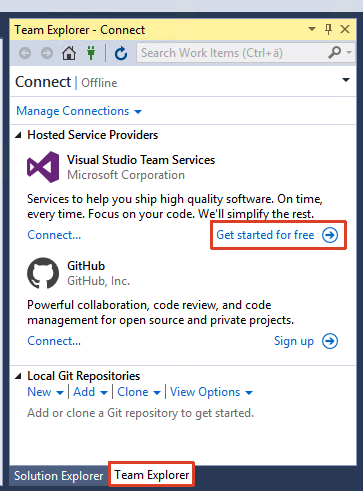 Team Explorer - Connect
Search Work Items (Ctrl+ä)
Connect | Offline
Manage Connections
Hosted Service Providers
Visual Studio Team Services
Microsoft Corporation
Services to help you ship high quality software. On time,
every time. Focus on your code. We'll simplify the rest.
Connect... Get started for free
GitHub
GitHub, Inc.
Powerful collaboration, code review, and code
management for open source and private projects.
Connect... Sign up
Local Git Repositories
New | Add | Clone | View Options
Add or clone a Git repository to get started.
Solution Explorer Team Explorer